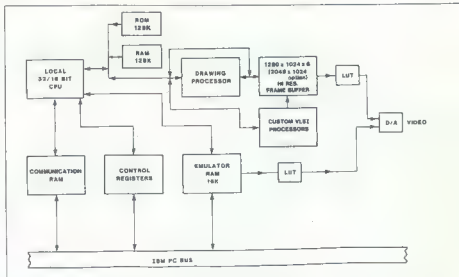 ROM
128K
RAM
128K
LOCAL
32/16 BIT
CPU
DRAWING
PROCESSOR
1280 x 1024 x 6
(2048 x 1024
option)
HI RES.
FRAME BUFFER
LUT
CUSTOM VLSI
PROCESSORS
D/A
VIDEO
COMMUNICATION
RAM
CONTROL
REGISTERS
EMULATOR
RAM
16K
LUT
IBM PC BUS